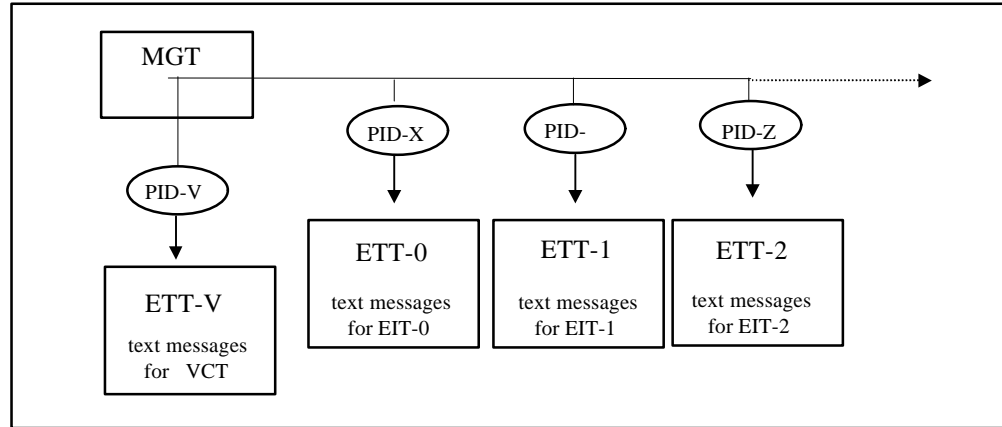 MGT
PID-X
PID-
PID-Z
PID-V
ETT-0
text messages
for EIT-0
ETT-1
text messages
for EIT-1
ETT-2
text messages
for EIT-2
ETT-V
text messages
for VCT